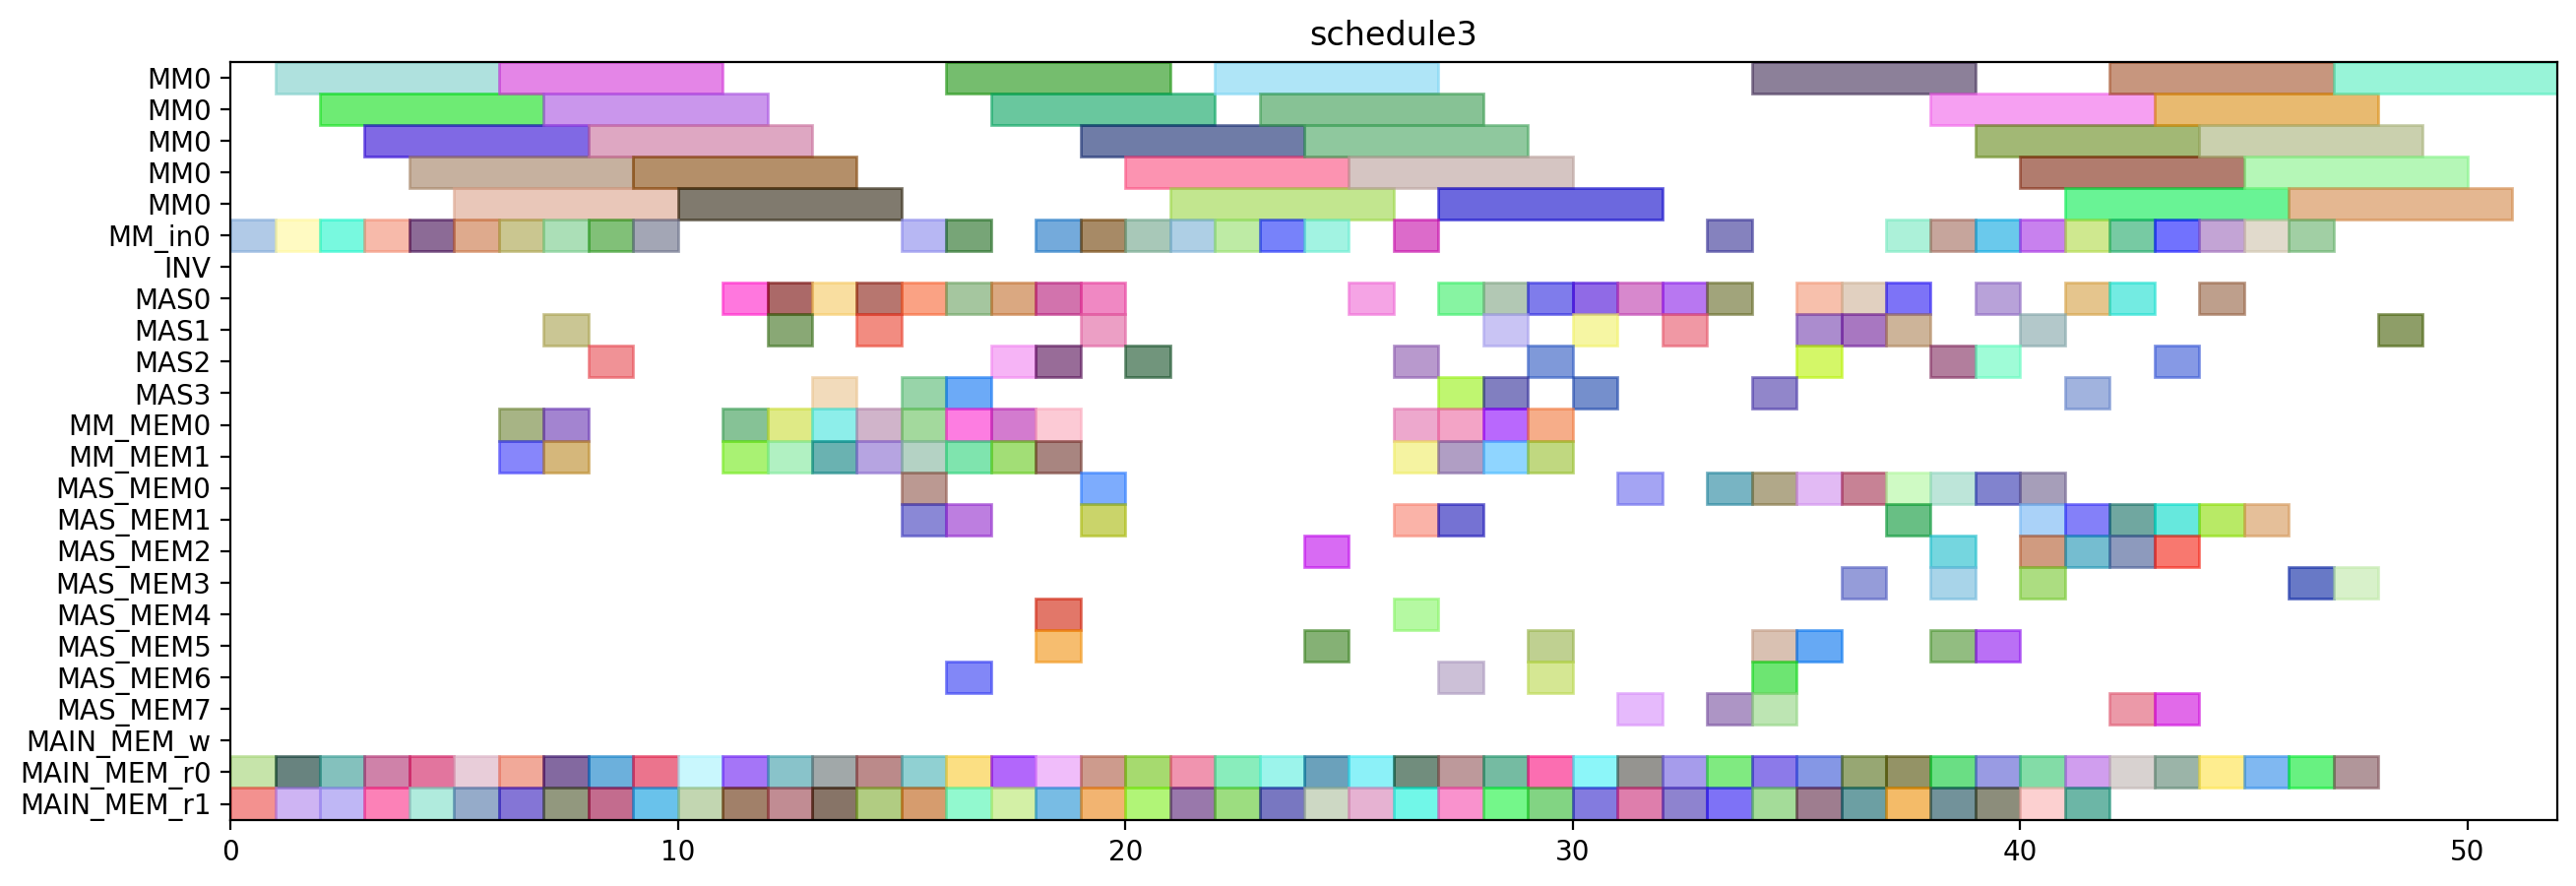 schedule3
MM0
MM0
MM0
MM0
MM0
MM_in0
INV
MAS0
MAS1
MAS2
MAS3
MM_MEM0
MM_MEM1
MAS_MEM0
MAS_MEM1
MAS_MEM2
MAS_MEM3
MAS_MEM4
MAS_MEM5
MAS_MEM6
MAS_MEM7
MAIN_MEM_w
MAIN_MEM_r0
MAIN_MEM_r1
0 10 20 30 40 50